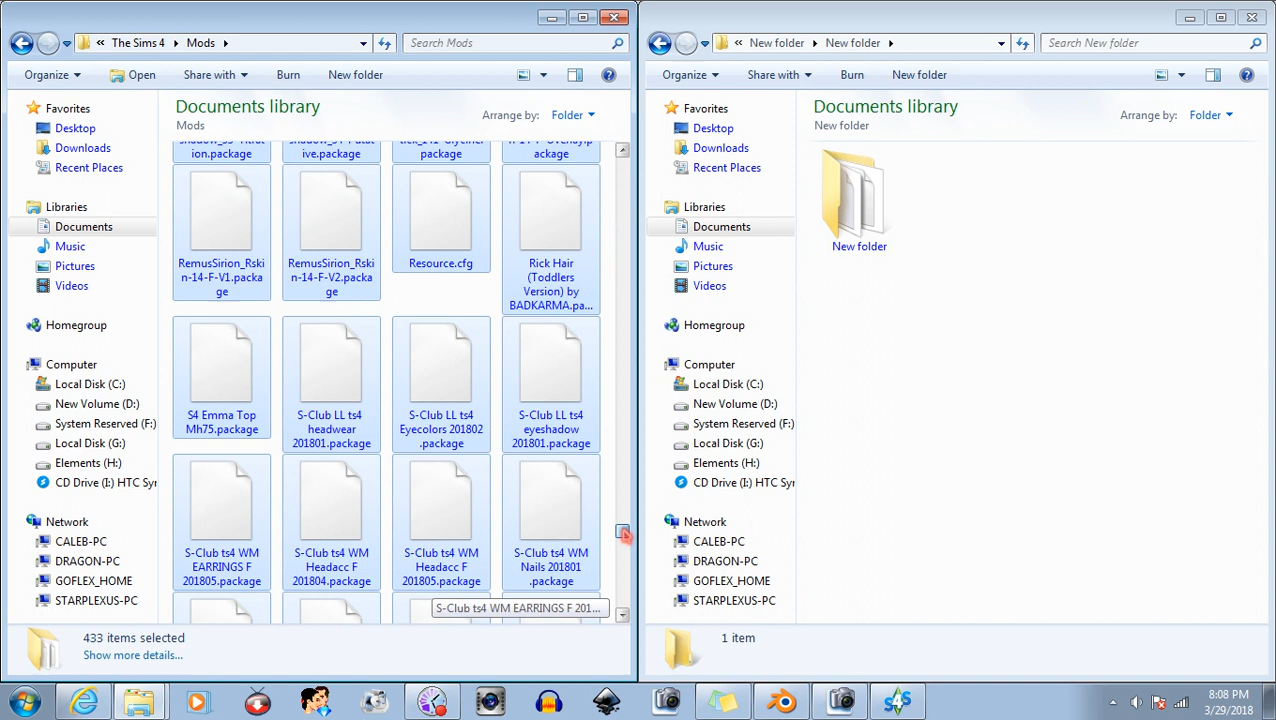 The Sims 4 Mods
Search Mods
Organize Open Share with Burn New folder
Favorites
Desktop
Downloads
Recent Places
Libraries
Documents
Music
Pictures
Videos
Homegroup
Computer
Local Disk (C:)
New Volume (D:)
System Reserved (F:)
Local Disk (G:)
Elements (H:)
CD Drive (I:) HTC Syn
Network
CALEB-PC
DRAGON-PC
GOFLEX_HOME
STARPLEXUS-PC
Documents library
Mods
Arrange by: Folder
package
RemusSirion_Rski
n-14-F-V1.packa
ge
RemusSirion_Rski
n-14-F-V2.packa
ge
Resource.cfg
Rick Hair
(Toddlers
Version) by
BADKARMA.pa...
S4 Emma Top
Mh75.package
S-Club LL ts4
headwear
201801.package
S-Club LL ts4
Eyecolors 201802
.package
S-Club LL ts4
eyeshadow
201801.package
S-Club ts4 WM
EARRINGS F
201805.package
S-Club ts4 WM
Headacc F
201804.package
S-Club ts4 WM
Headacc F
201805.package
S-Club ts4 WM
Nails 201801
.package
S-Club ts4 WM EARRINGS F 201...
433 items selected
Show more details...
New folder New folder
Search New folder
Organize Share with Burn New folder
Favorites
Desktop
Downloads
Recent Places
Libraries
Documents
Music
Pictures
Videos
Homegroup
Computer
Local Disk (C:)
New Volume (D:)
System Reserved (F:)
Local Disk (G:)
Elements (H:)
CD Drive (I:) HTC Syn
Network
CALEB-PC
DRAGON-PC
GOFLEX_HOME
STARPLEXUS-PC
Documents library
New folder
Arrange by: Folder
New folder
1 item
8:08 PM
3/29/2018